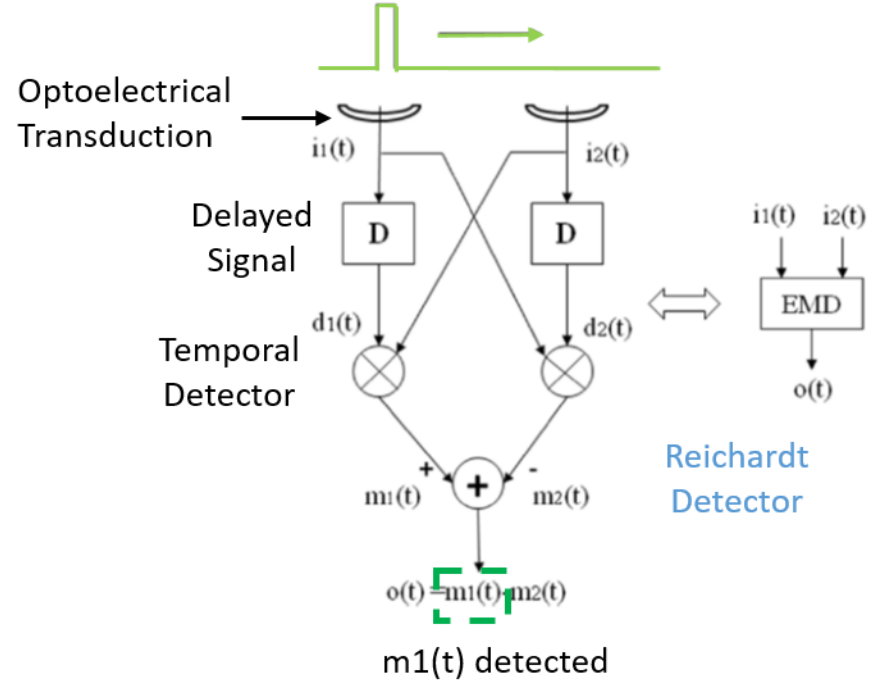 Optoelectrical
Transduction
i1(t)
i2(t)
Delayed
Signal
D
D
i1(t) i2(t)
EMD
d1(t)
d2(t)
Temporal
Detector
o(t)
+
-
+
m1(t)
m2(t)
Reichardt
Detector
o(t)=m1(t)-m2(t)
m1(t) detected